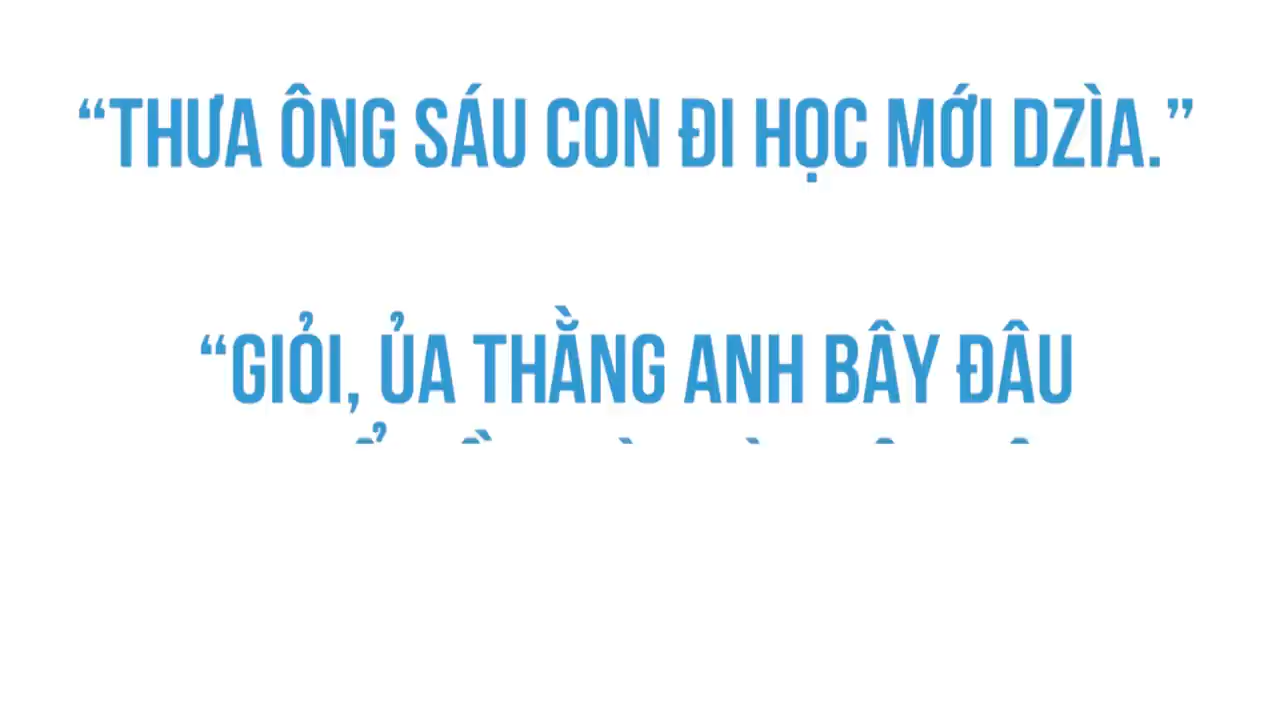 “THƯA ÔNG SÁU CON ĐI HỌC MỚI DZÌA.”
“GIỎI, ỦA THẰNG ANH BÂY ĐÂU